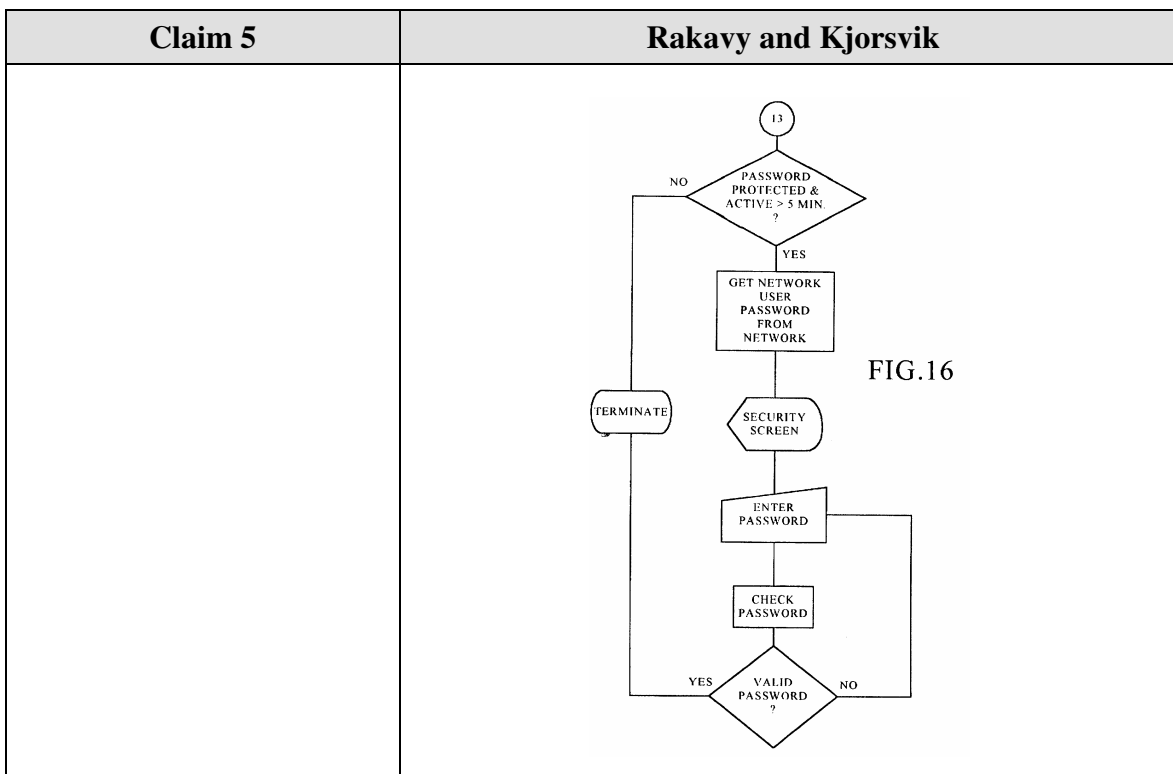 Claim 5
Rakavy and Kjorsvik
13
PASSWORD
PROTECTED &
ACTIVE > 5 MIN.
?
NO
YES
GET NETWORK
USER
PASSWORD
FROM
NETWORK
FIG.16
TERMINATE
SECURITY
SCREEN
ENTER
PASSWORD
CHECK
PASSWORD
YES
VALID
PASSWORD
?
NO